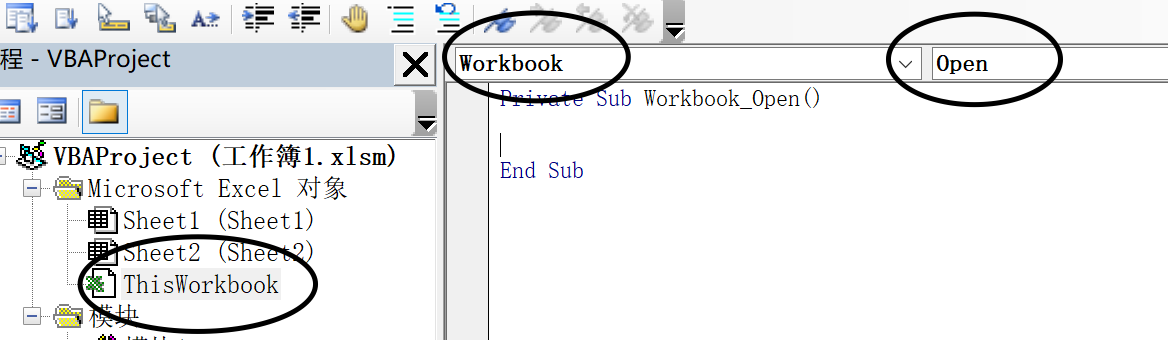 程 - VBAProject
Workbook
Open
Private Sub Workbook_Open()
End Sub
VBAProject (工作簿1.xlsm)
Microsoft Excel 对象
Sheet1 (Sheet1)
Sheet2 (Sheet2)
ThisWorkbook
模块